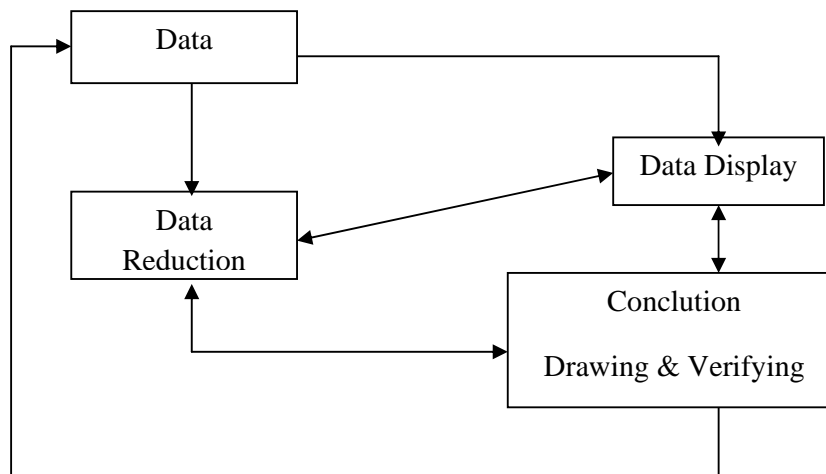 Data
Data Display
Data
Reduction
Conclution
Drawing & Verifying